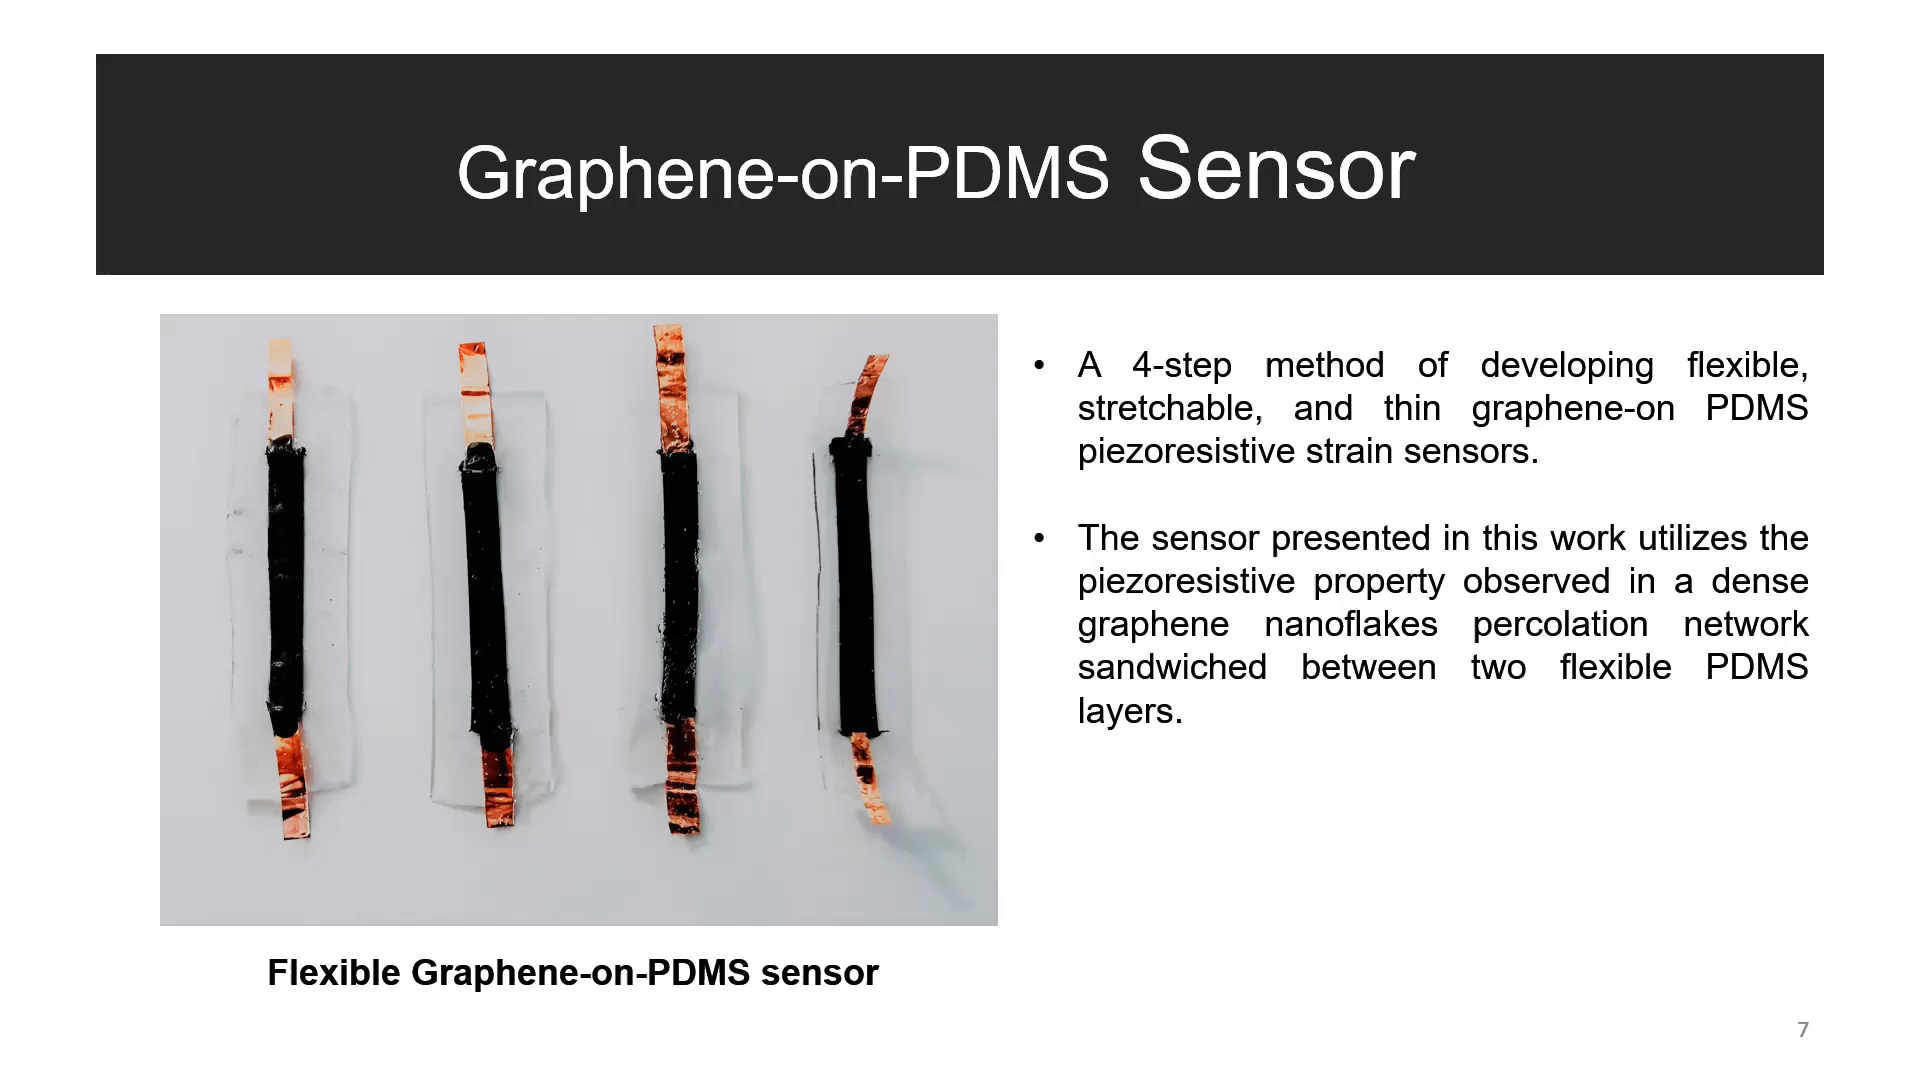 Graphene-on-PDMS Sensor
• A 4-step method of developing flexible,
stretchable, and thin graphene-on PDMS
piezoresistive strain sensors.
• The sensor presented in this work utilizes the
piezoresistive property observed in a dense
graphene nanoflakes percolation network
sandwiched between two flexible PDMS
layers.
Flexible Graphene-on-PDMS sensor
7